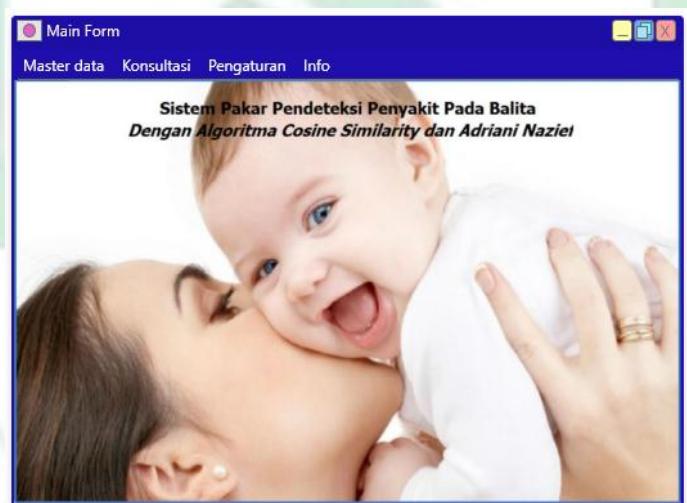 Main Form
Master data Konsultasi Pengaturan Info
Sistem Pakar Pendeteksi Penyakit Pada Balita
Dengan Algoritma Cosine Similarity dan Adriani Nazief